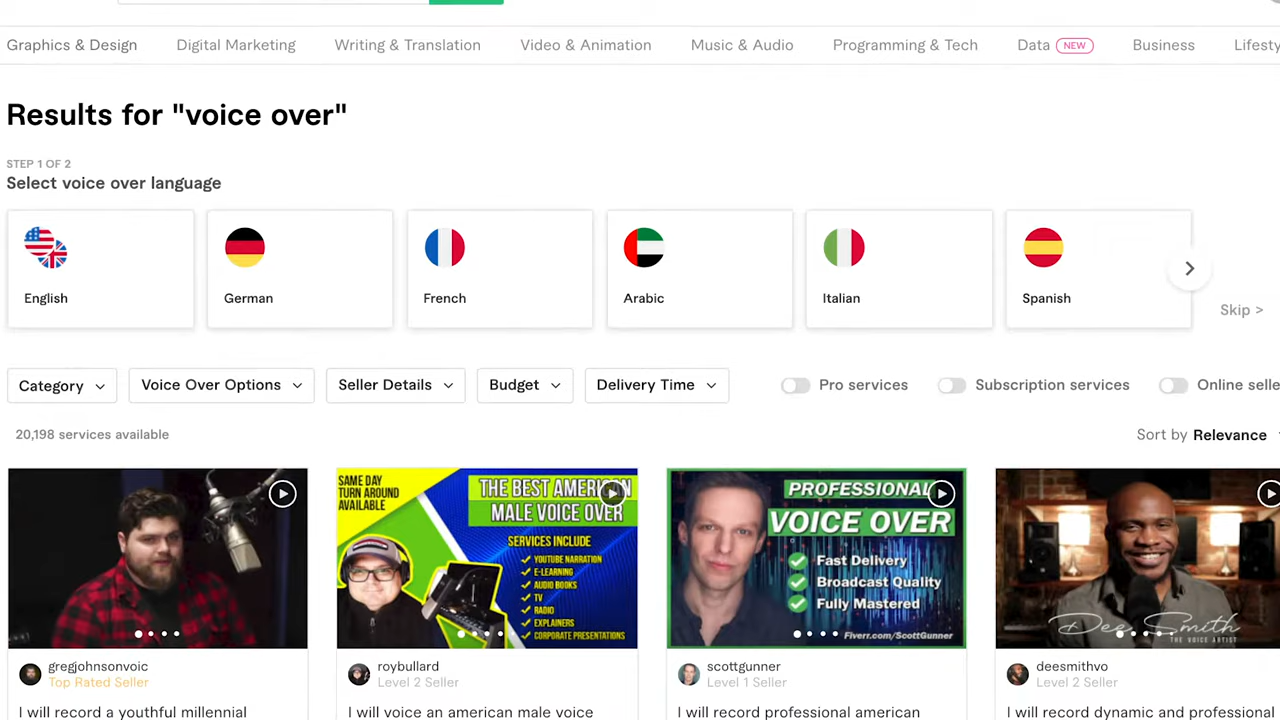 Graphics & Design Digital Marketing Writing & Translation Video & Animation Music & Audio Programming & Tech Data NEW Business
Results for "voice over"
STEP 1 OF 2
Select voice over language
English German French Arabic Italian Spanish
Skip >
Category Voice Over Options Seller Details Budget Delivery Time Pro services Subscription services Online
20,198 services available
Sort by Relevance
SAME DAY
TURN AROUND
AVAILABLE
THE BEST AMERICAN
MALE VOICE OVER
SERVICES INCLUDE
YOUTUBE NARRATION
E-LEARNING
AUDIO BOOKS
TV
RADIO
EXPLAINERS
CORPORATE PRESENTATIONS
PROFESSIONAL
VOICE OVER
Fast Delivery
Broadcast Quality
Fully Mastered
Fiverr.com/ScottGunner
Dee Smith
THE VOICE ARTIST
gregjohnsonvoic
Top Rated Seller
I will record a youthful millennial
roybullard
Level 2 Seller
I will voice an american male voice
scottgunner
Level 1 Seller
I will record professional american
deesmithvo
Level 2 Seller
I will record dynamic and professional